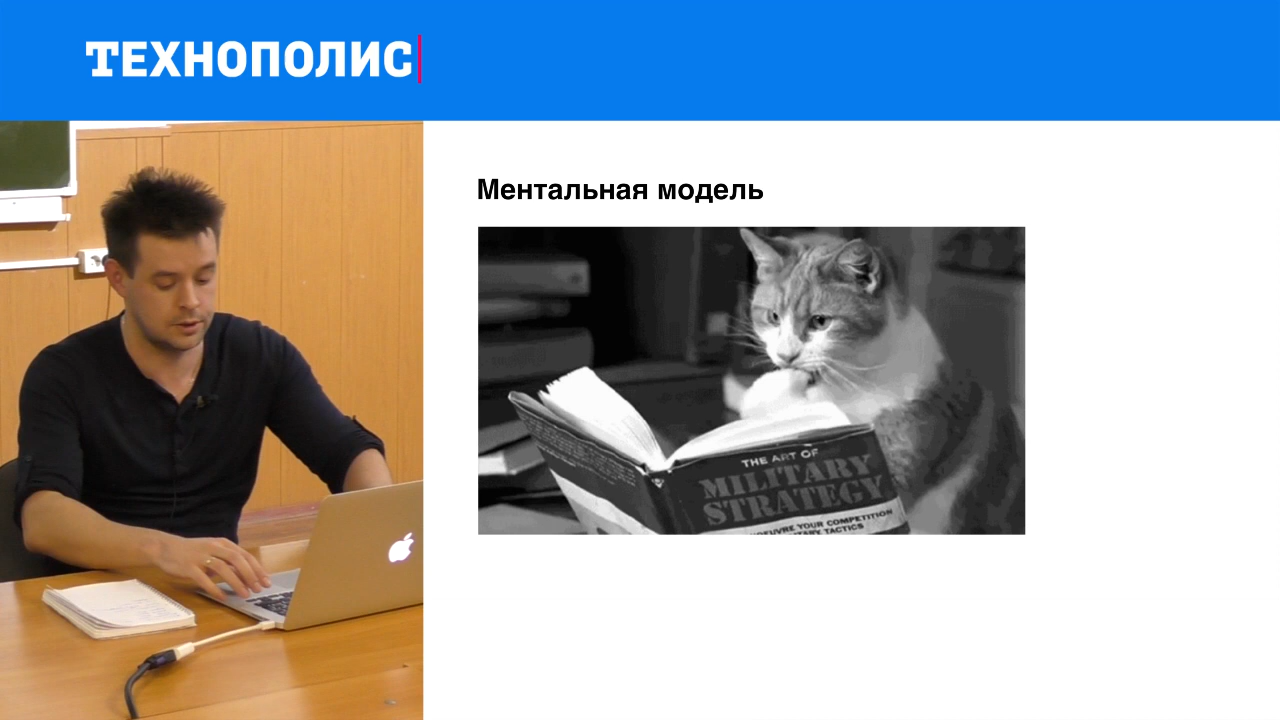 ТЕХНОПОЛИС
Ментальная модель
THE ART OF
MILITARY
STRATEGY
YOUR COMPETITION
TACTICS